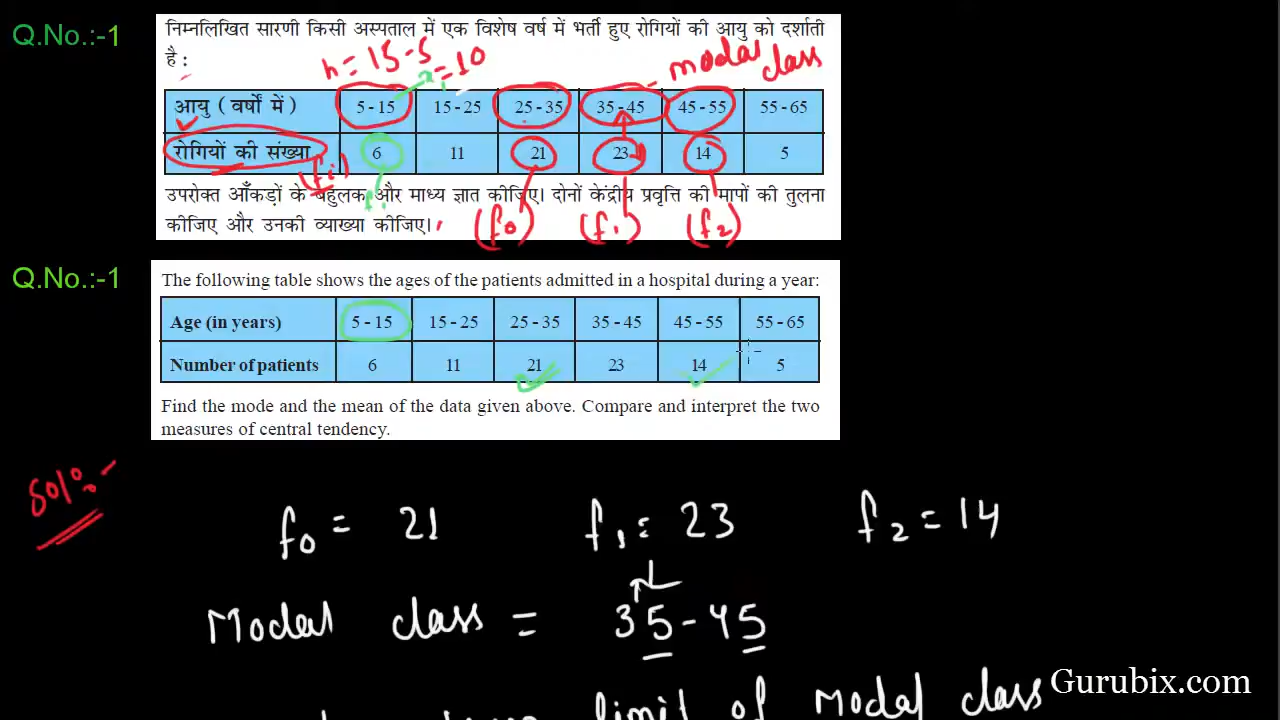 Q.No.:-1
निम्नलिखित सारणी किसी अस्पताल में एक विशेष वर्ष में भर्ती हुए रोगियों की आयु को दर्शाती
है :
h = 15-5
= 10
modal class
आयु (वर्षों में) 5 - 15 15 - 25 25 - 35 35 - 45 45 - 55 55 - 65
रोगियों की संख्या 6 11 21 23 14 5
(fi)
उपरोक्त आँकड़ों के बहुलक और माध्य ज्ञात कीजिए। दोनों केंद्रीय प्रवृत्ति की मापों की तुलना
कीजिए और उनकी व्याख्या कीजिए।
(f0) (f1) (f2)
Q.No.:-1
The following table shows the ages of the patients admitted in a hospital during a year:
Age (in years) 5 - 15 15 - 25 25 - 35 35 - 45 45 - 55 55 - 65
Number of patients 6 11 21 23 14 5
Find the mode and the mean of the data given above. Compare and interpret the two
measures of central tendency.
Sol:-
f0 = 21 f1 = 23 f2 = 14
Modal class = 35-45
limit of Modal class
Gurubix.com